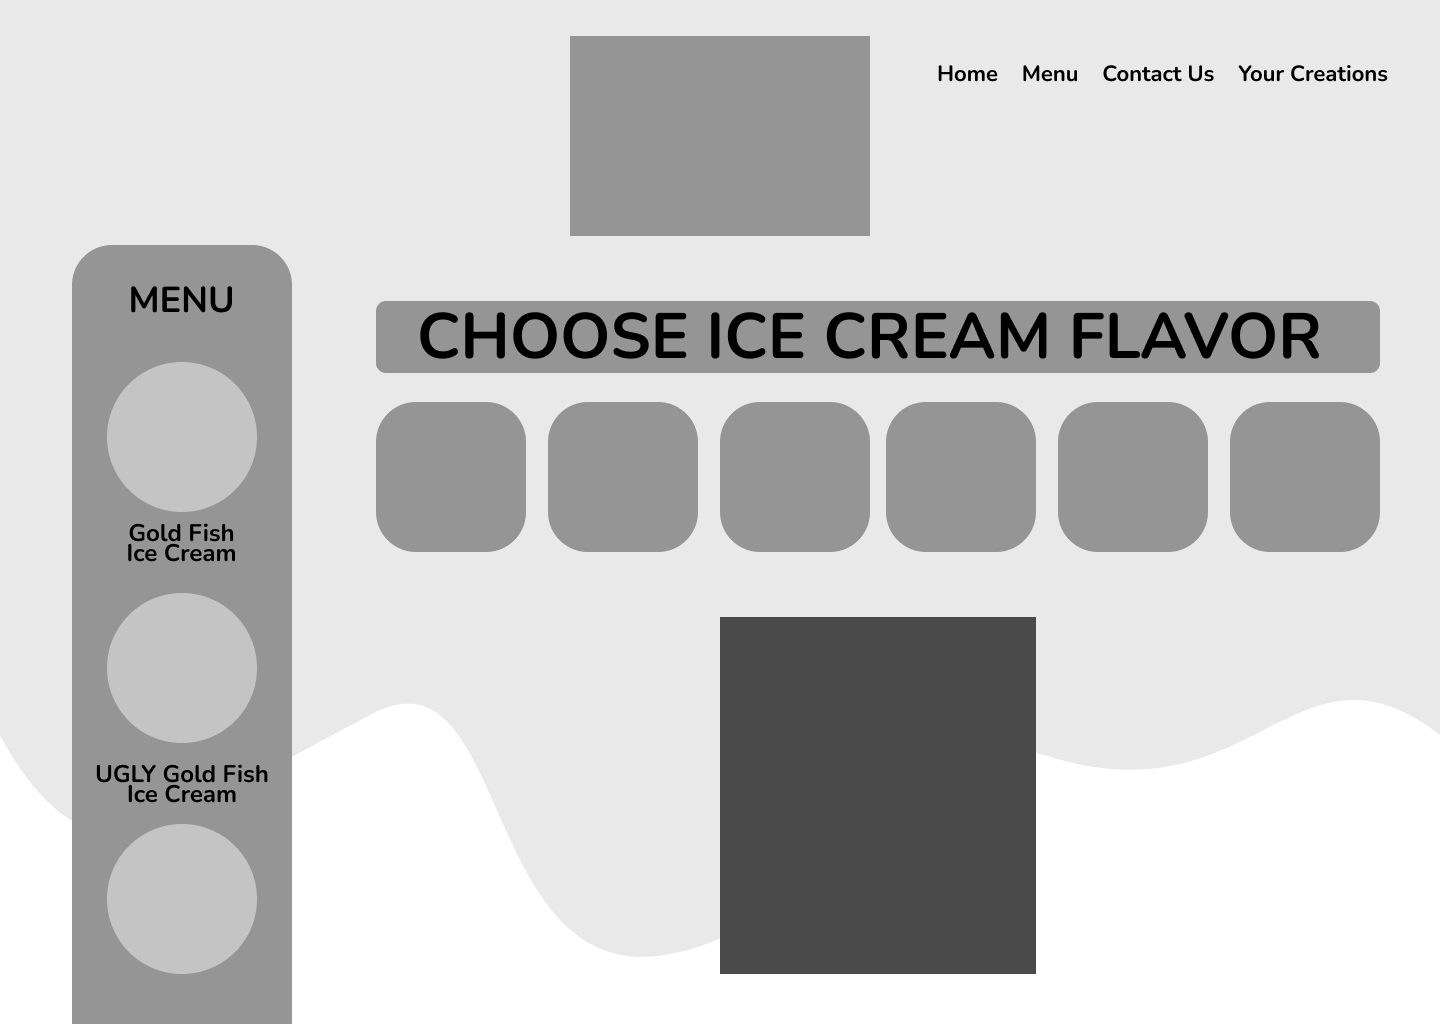 Home Menu Contact Us Your Creations
MENU
CHOOSE ICE CREAM FLAVOR
Gold Fish
Ice Cream
UGLY Gold Fish
Ice Cream